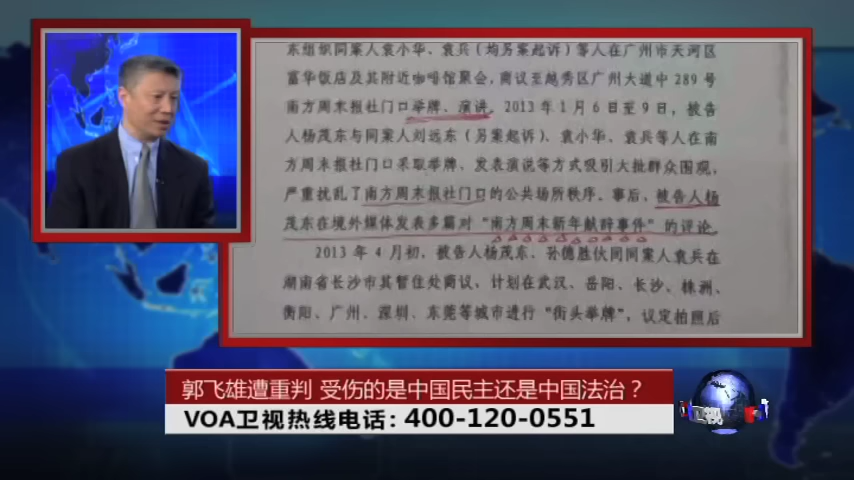 东组织同案人袁小华、袁兵（均另案起诉）等人在广州市天河区
富华饭店及其附近咖啡馆聚会，商议至越秀区广州大道中 289 号
南方周末报社门口举牌、演讲。2013 年 1 月 6 日至 9 日，被告
人杨茂东与同案人刘远东（另案起诉）、袁小华、袁兵等人在南
方周末报社门口采取举牌、发表演说等方式吸引大批群众围观，
严重扰乱了南方周末报社门口的公共场所秩序。事后，被告人杨
茂东在境外媒体发表多篇对“南方周末新年献辞事件”的评论。
2013 年 4 月初，被告人杨茂东、孙德胜伙同同案人袁兵在
湖南省长沙市其暂住处商议，计划在武汉、岳阳、长沙、株洲、
衡阳、广州、深圳、东莞等城市进行“街头举牌”，议定拍照后
郭飞雄遭重判 受伤的是中国民主还是中国法治？
VOA卫视热线电话：400-120-0551
卫视